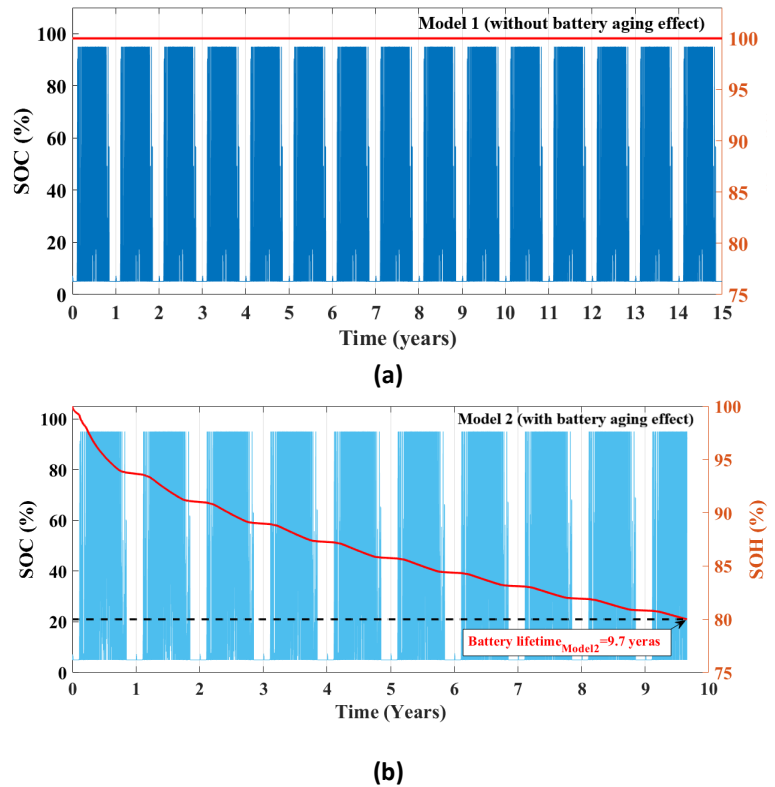 Model 1 (without battery aging effect)
100
80
60
40
20
0
SOC (%)
100
95
90
85
80
75
0 1 2 3 4 5 6 7 8 9 10 11 12 13 14 15
Time (years)
(a)
Model 2 (with battery aging effect)
100
80
60
40
20
0
SOC (%)
100
95
90
85
80
75
SOH (%)
Battery lifetimeModel2=9.7 yeras
0 1 2 3 4 5 6 7 8 9 10
Time (Years)
(b)